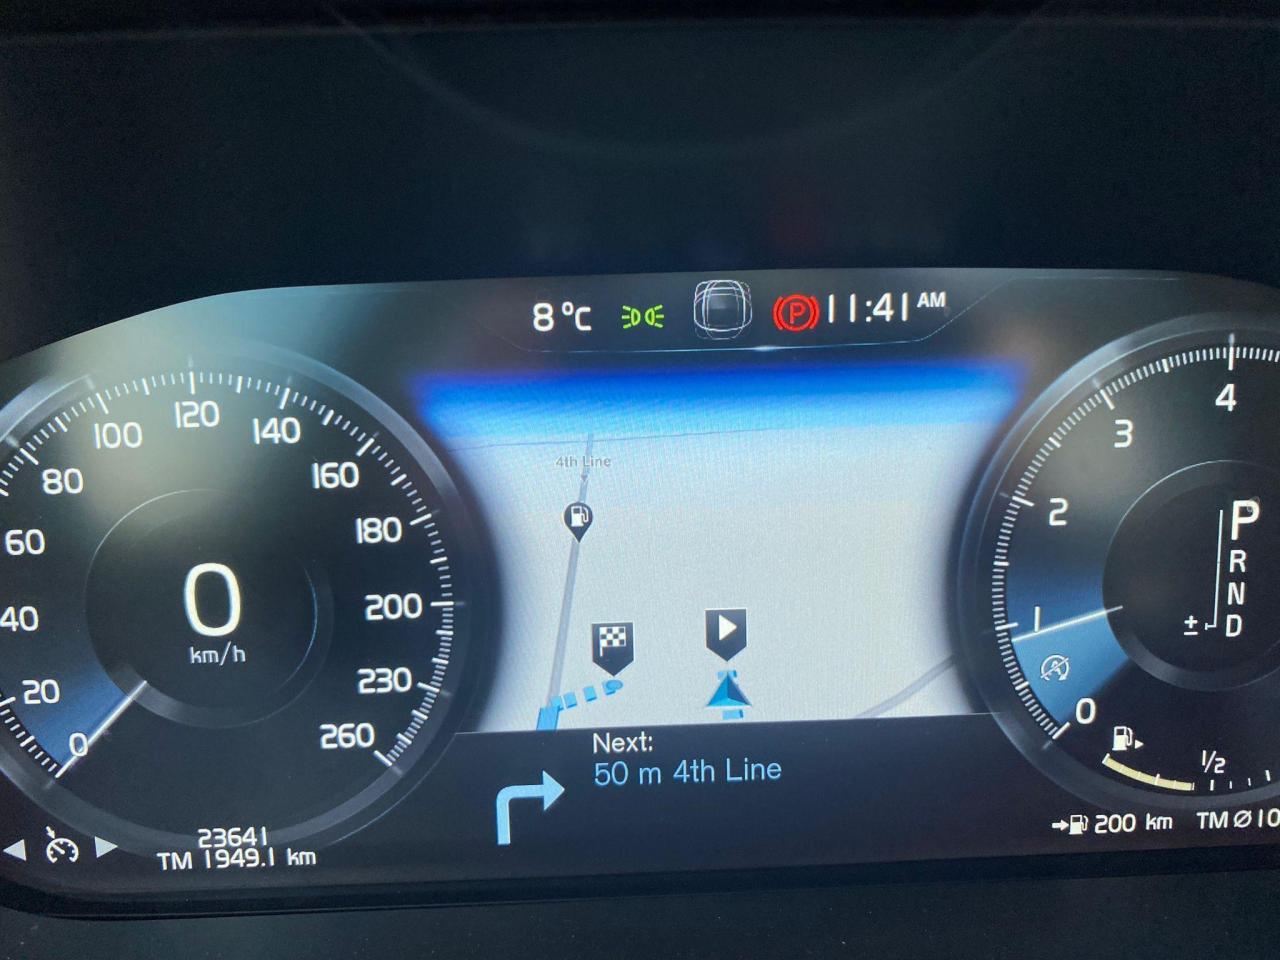 8 °C
P
11:41 AM
0
20
40
60
80
100
120
140
160
180
200
230
260
0
km/h
23641
TM 1949.1 km
4th Line
Next:
50 m 4th Line
0
1
2
3
4
P
R
N
± D
1/2
200 km
TM Ø10